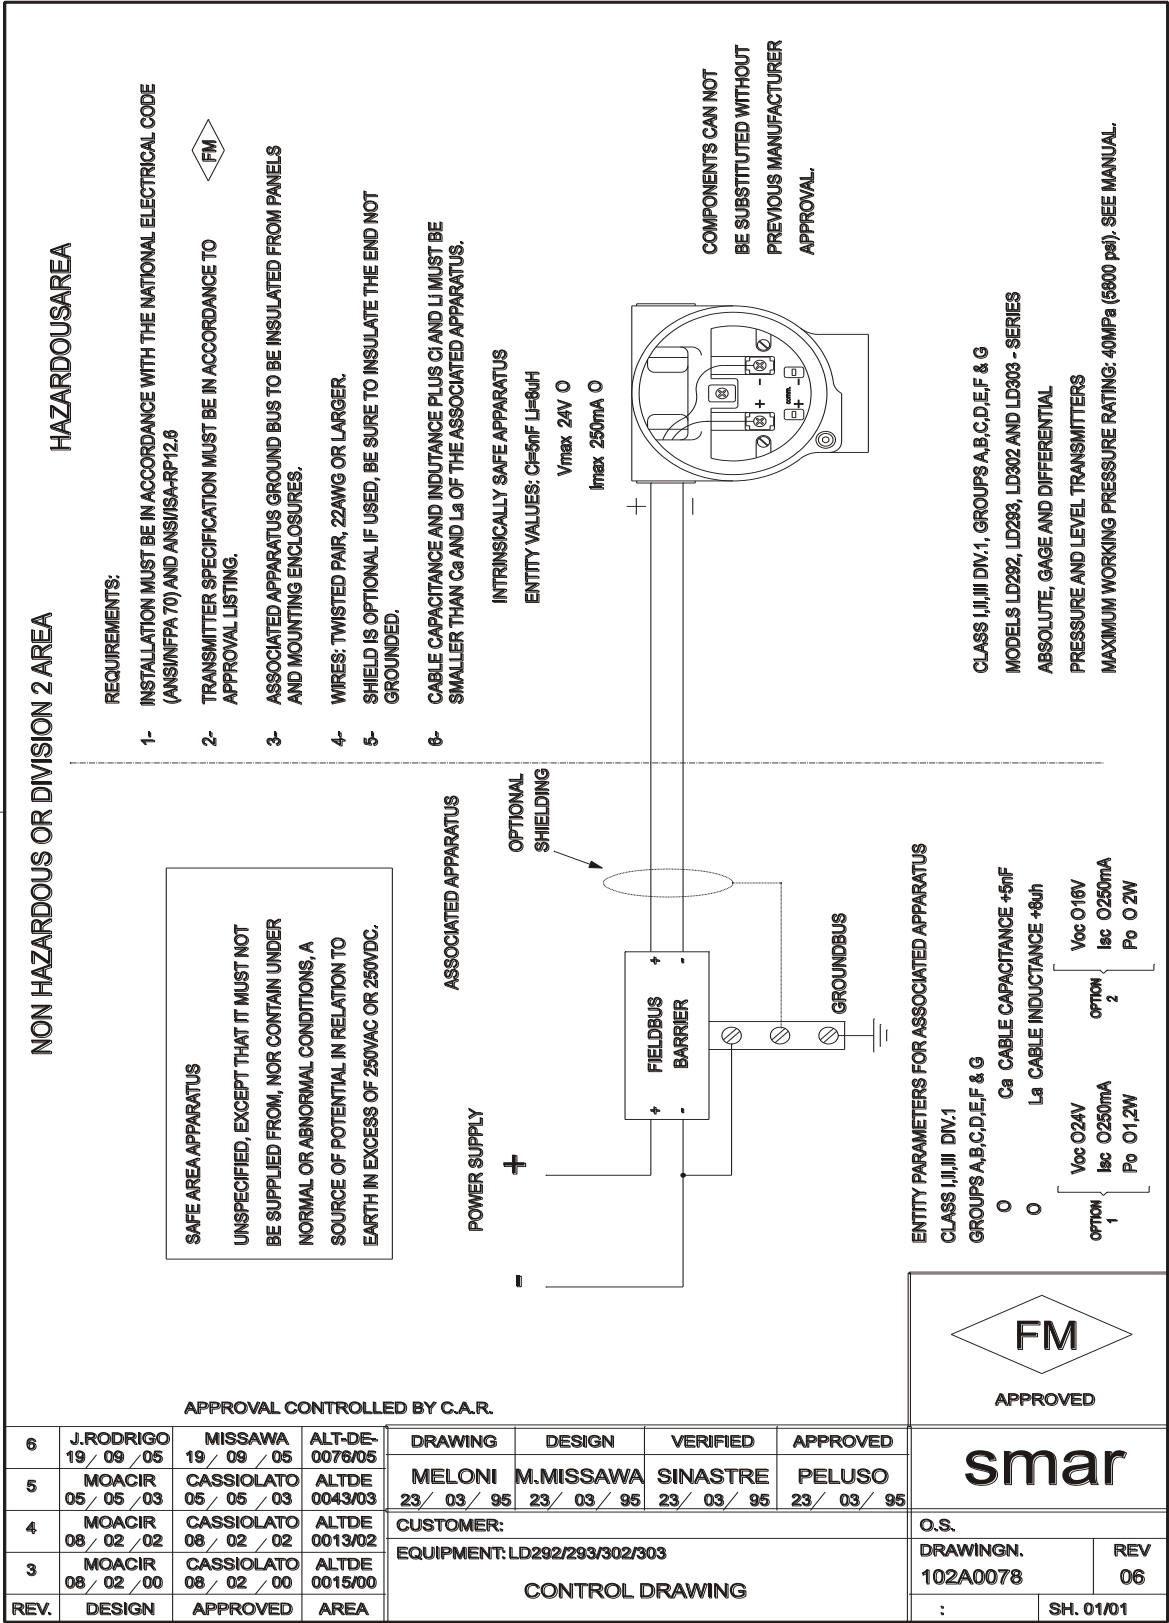 NON HAZARDOUS OR DIVISION 2 AREA
HAZARDOUSAREA
SAFE AREA APPARATUS
UNSPECIFIED, EXCEPT THAT IT MUST NOT
BE SUPPLIED FROM, NOR CONTAIN UNDER
NORMAL OR ABNORMAL CONDITIONS, A
SOURCE OF POTENTIAL IN RELATION TO
EARTH IN EXCESS OF 250VAC OR 250VDC.
REQUIREMENTS:
1- INSTALLATION MUST BE IN ACCORDANCE WITH THE NATIONAL ELECTRICAL CODE
(ANSI/NFPA 70) AND ANSI/ISA-RP12.6
2- TRANSMITTER SPECIFICATION MUST BE IN ACCORDANCE TO
APPROVAL LISTING.
FM
3- ASSOCIATED APPARATUS GROUND BUS TO BE INSULATED FROM PANELS
AND MOUNTING ENCLOSURES.
4- WIRES: TWISTED PAIR, 22AWG OR LARGER.
5- SHIELD IS OPTIONAL IF USED, BE SURE TO INSULATE THE END NOT
GROUNDED.
6- CABLE CAPACITANCE AND INDUTANCE PLUS Ci AND Li MUST BE
SMALLER THAN Ca AND La OF THE ASSOCIATED APPARATUS.
ASSOCIATED APPARATUS
OPTIONAL
SHIELDING
POWER SUPPLY
+
-
+ +
FIELDBUS
BARRIER
- -
GROUNDBUS
INTRINSICALLY SAFE APPARATUS
ENTITY VALUES: Ci=5nF Li=8uH
Vmax 24V O
Imax 250mA O
+
-
+ -
+ COMM. -
COMPONENTS CAN NOT
BE SUBSTITUTED WITHOUT
PREVIOUS MANUFACTURER
APPROVAL.
ENTITY PARAMETERS FOR ASSOCIATED APPARATUS
CLASS I,II,III DIV.1
GROUPS A,B,C,D,E,F & G
O Ca CABLE CAPACITANCE +5nF
O La CABLE INDUCTANCE +8uh
OPTION
1
Voc O24V
Isc O250mA
Po O1,2W
OPTION
2
Voc O16V
Isc O250mA
Po O 2W
CLASS I,II,III DIV.1, GROUPS A,B,C,D,E,F & G
MODELS LD292, LD293, LD302 AND LD303 - SERIES
ABSOLUTE, GAGE AND DIFFERENTIAL
PRESSURE AND LEVEL TRANSMITTERS
MAXIMUM WORKING PRESSURE RATING: 40MPa (5800 psi). SEE MANUAL.
FM
APPROVED
APPROVAL CONTROLLED BY C.A.R.
6 J.RODRIGO MISSAWA ALT-DE-
19 / 09 / 05 19 / 09 / 05 0076/05
5 MOACIR CASSIOLATO ALTDE
05 / 05 / 03 05 / 05 / 03 0043/03
4 MOACIR CASSIOLATO ALTDE
08 / 02 / 02 08 / 02 / 02 0013/02
3 MOACIR CASSIOLATO ALTDE
08 / 02 / 00 08 / 02 / 00 0015/00
REV. DESIGN APPROVED AREA
DRAWING DESIGN VERIFIED APPROVED
MELONI M.MISSAWA SINASTRE PELUSO
23 / 03 / 95 23 / 03 / 95 23 / 03 / 95 23 / 03 / 95
CUSTOMER:
EQUIPMENT: LD292/293/302/303
CONTROL DRAWING
smar
O.S.
DRAWINGN. REV
102A0078 06
: SH. 01/01